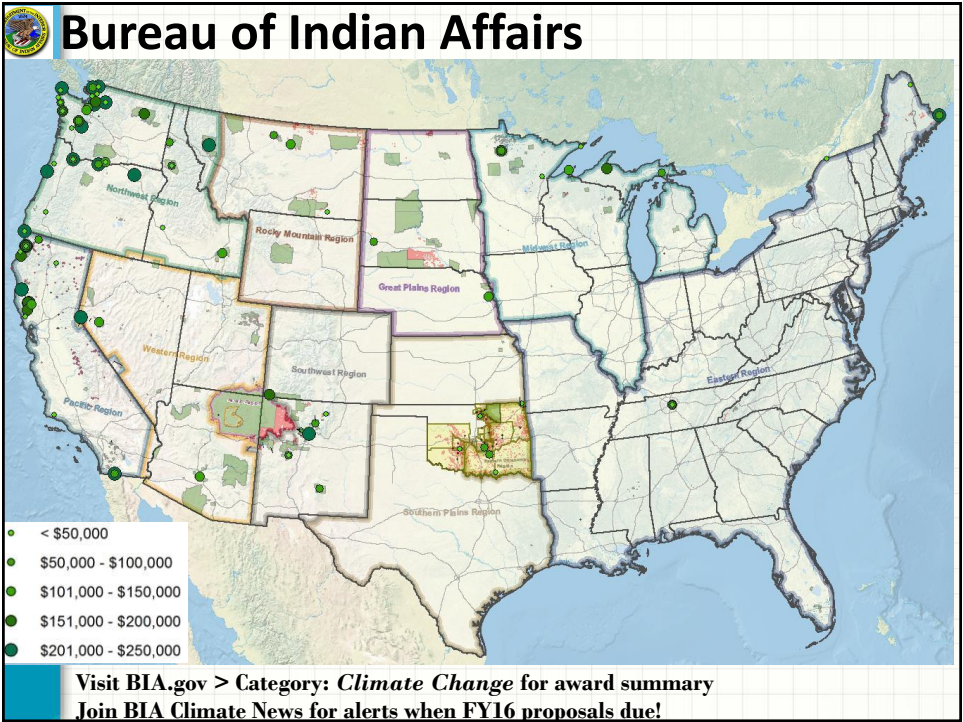 Bureau of Indian Affairs
Northwest Region
Rocky Mountain Region
Great Plains Region
Midwest Region
Western Region
Southwest Region
Eastern Region
Pacific Region
Southern Plains Region
< $50,000
$50,000 - $100,000
$101,000 - $150,000
$151,000 - $200,000
$201,000 - $250,000
Visit BIA.gov > Category: Climate Change for award summary
Join BIA Climate News for alerts when FY16 proposals due!